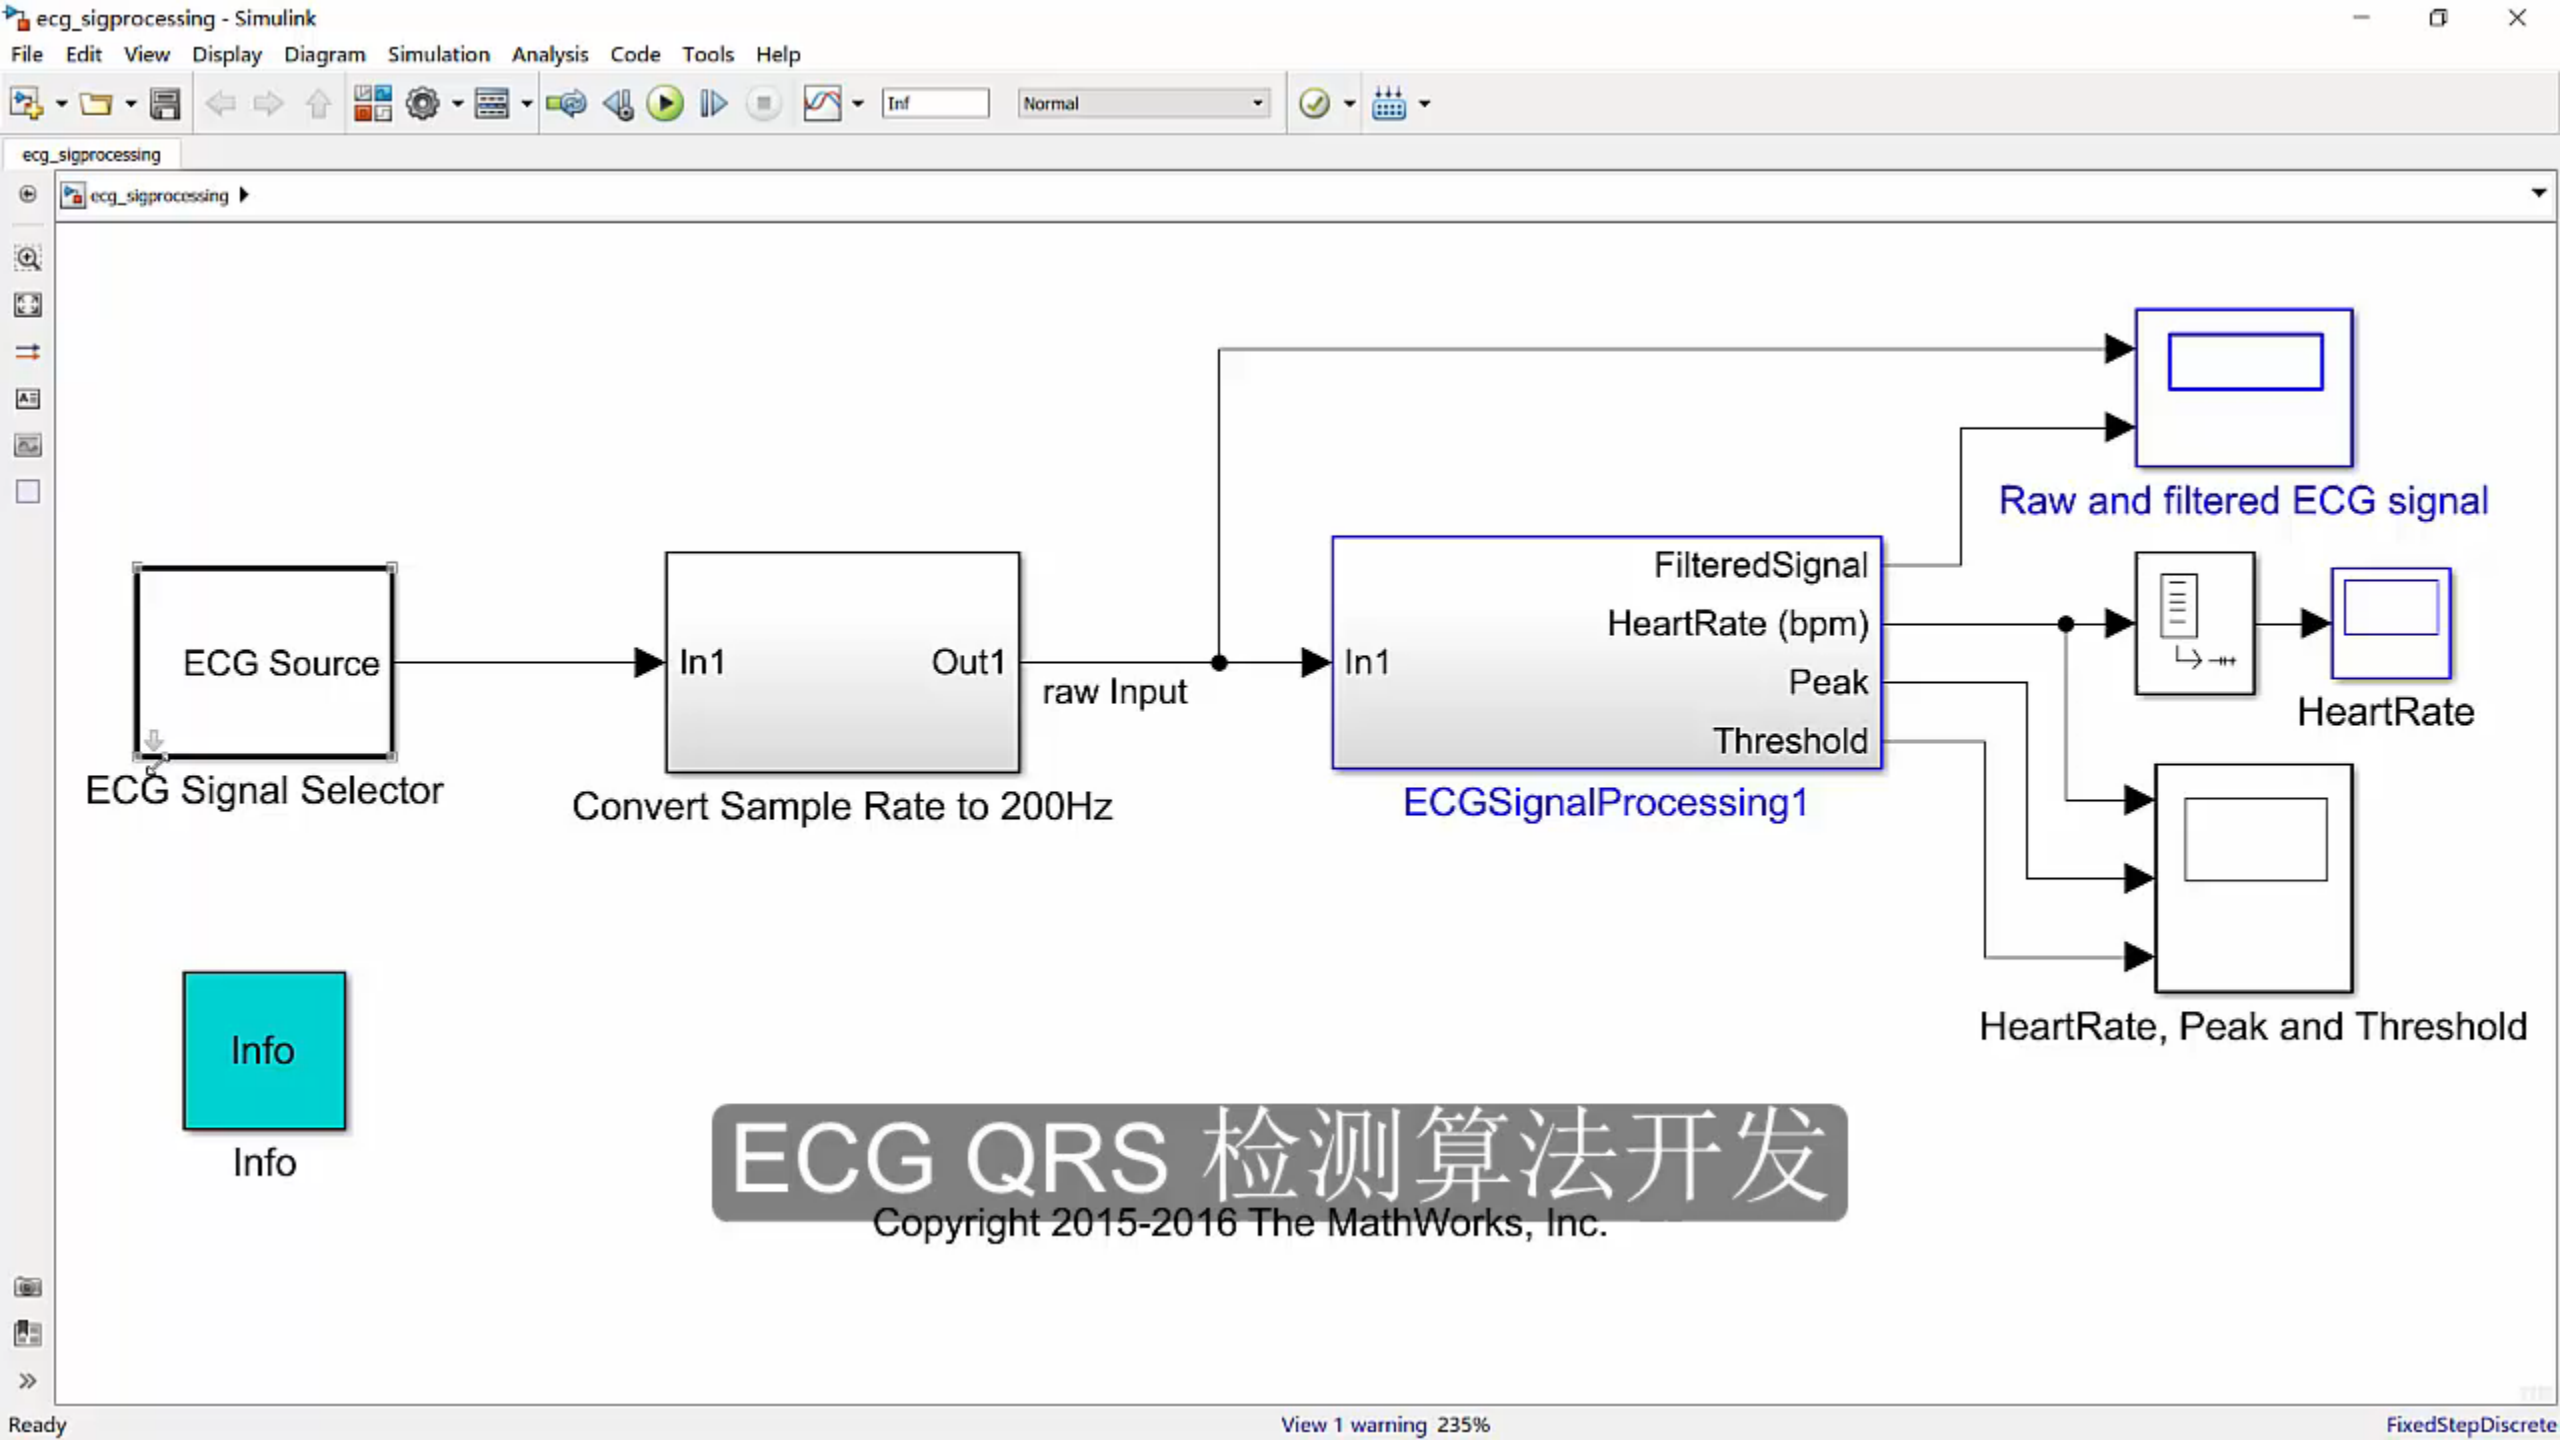 ecg_sigprocessing - Simulink
File Edit View Display Diagram Simulation Analysis Code Tools Help
Inf Normal
ecg_sigprocessing
ecg_sigprocessing
Raw and filtered ECG signal
ECG Source
ECG Signal Selector
In1 Out1
Convert Sample Rate to 200Hz
raw Input
In1
FilteredSignal
HeartRate (bpm)
Peak
Threshold
ECGSignalProcessing1
HeartRate
HeartRate, Peak and Threshold
Info
Info
ECG QRS 检测算法开发
Copyright 2015-2016 The MathWorks, Inc.
Ready View 1 warning 235% FixedStepDiscrete